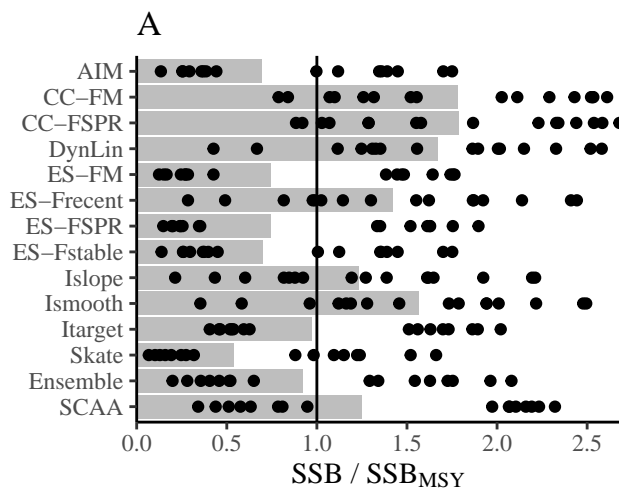 A
AIM
CC−FM
CC−FSPR
DynLin
ES−FM
ES−Frecent
ES−FSPR
ES−Fstable
Islope
Ismooth
Itarget
Skate
Ensemble
SCAA
0.0 0.5 1.0 1.5 2.0 2.5
SSB / SSBMSY